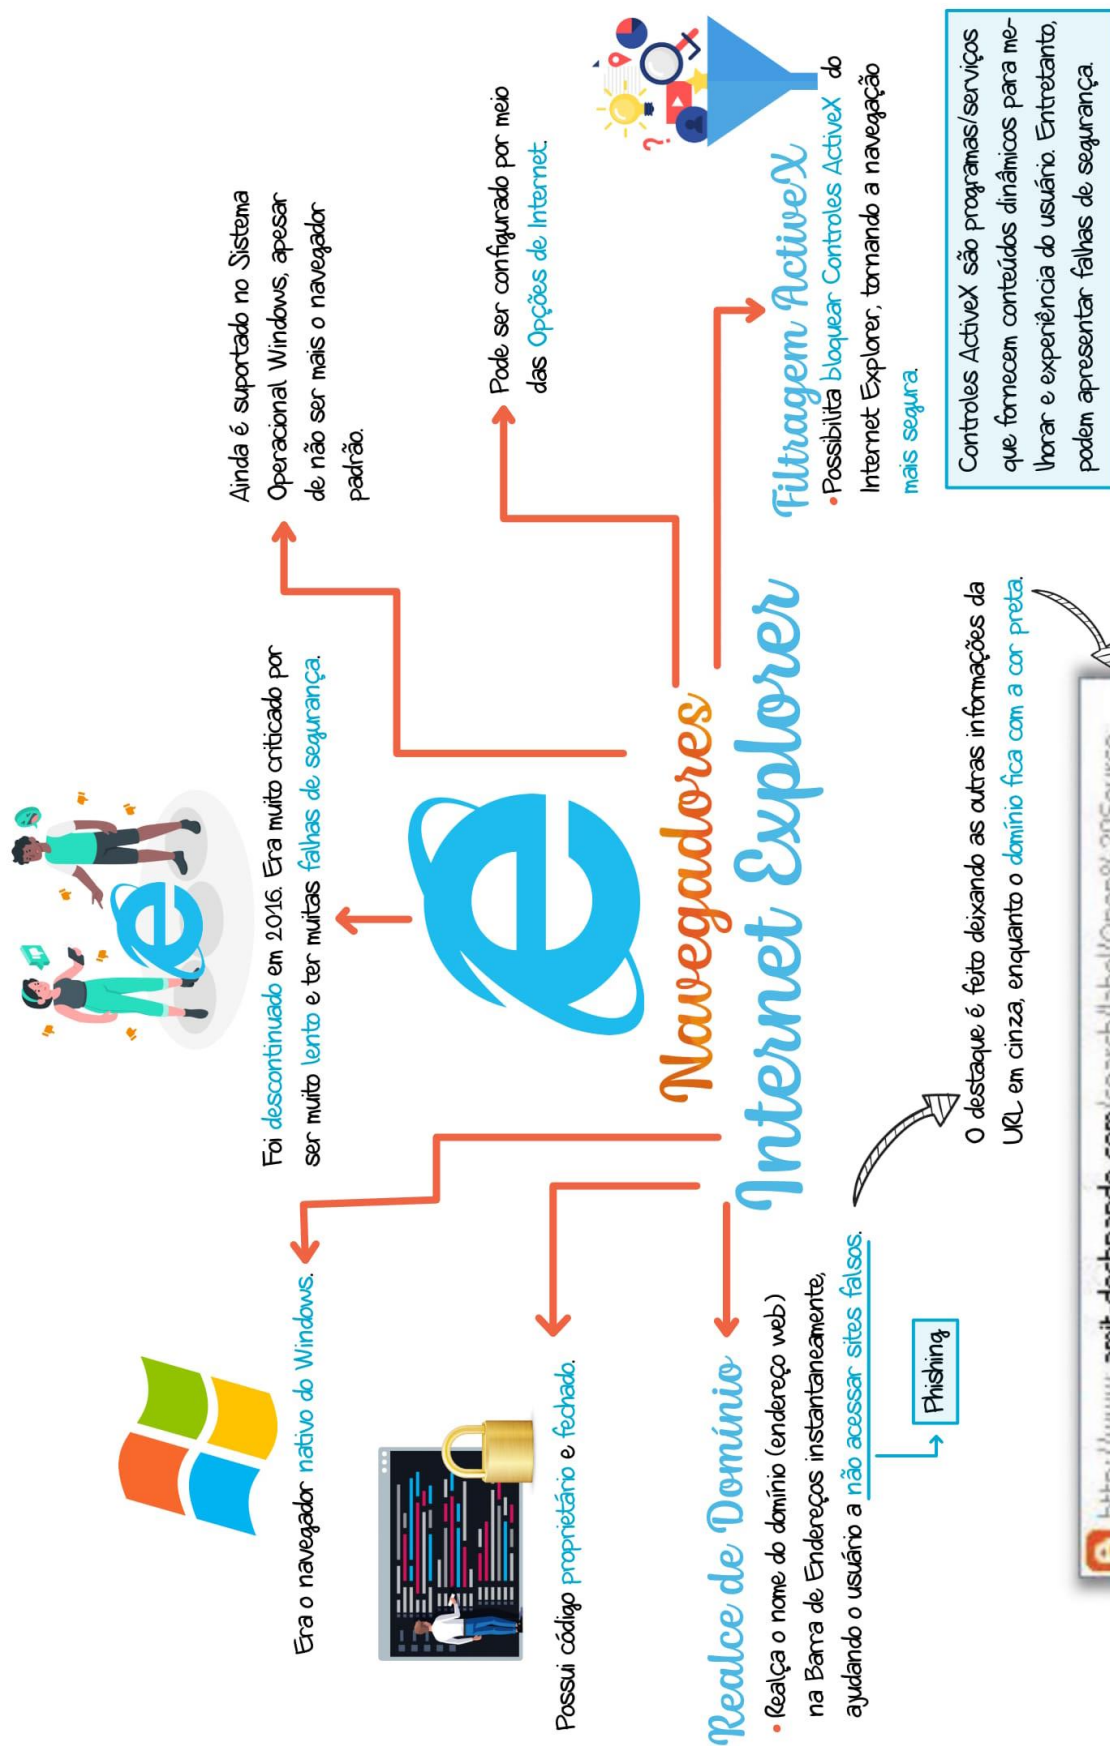 Era o navegador nativo do Windows.
Foi descontinuado em 2016. Era muito criticado por
ser muito lento e ter muitas falhas de segurança.
Ainda é suportado no Sistema
Operacional Windows, apesar
de não ser mais o navegador
padrão.
Possui código proprietário e fechado.
Pode ser configurado por meio
das Opções de Internet.
Navegadores
Internet Explorer
Realce de Domínio
• Realça o nome do domínio (endereço web)
na Barra de Endereços instantaneamente,
ajudando o usuário a não acessar sites falsos.
Phishing
O destaque é feito deixando as outras informações da
URL em cinza, enquanto o domínio fica com a cor preta.
Filtragem ActiveX
• Possibilita bloquear Controles ActiveX do
Internet Explorer, tornando a navegação
mais segura.
Controles ActiveX são programas/serviços
que fornecem conteúdos dinâmicos para me-
lhorar e experiência do usuário. Entretanto,
podem apresentar falhas de segurança.